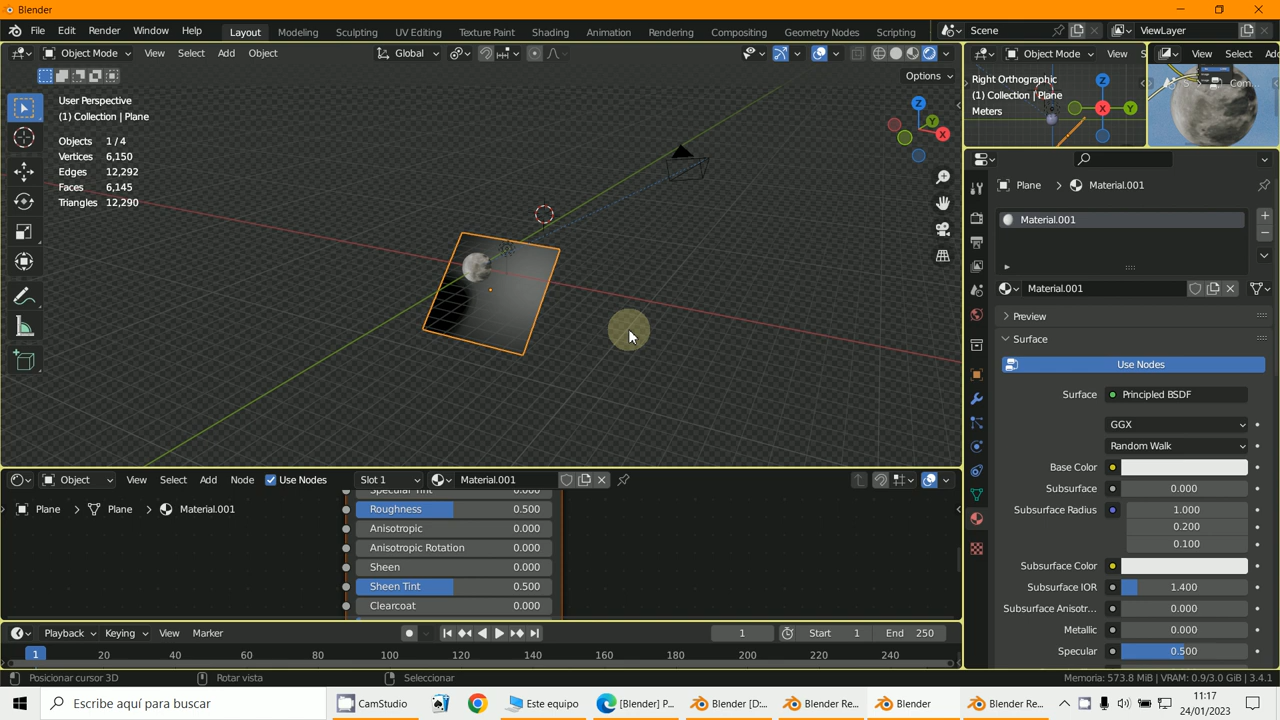 Blender
File Edit Render Window Help
Layout Modeling Sculpting UV Editing Texture Paint Shading Animation Rendering Compositing Geometry Nodes Scripting
Scene
ViewLayer
Object Mode View Select Add Object
Global
Options
User Perspective
(1) Collection | Plane
Objects 1 / 4
Vertices 6,150
Edges 12,292
Faces 6,145
Triangles 12,290
Z
Y
X
Object Mode View S
Right Orthographic
(1) Collection | Plane
Meters
Z
X
Y
View Select Ad
S Com...
Plane Material.001
Material.001
Material.001
Preview
Surface
Use Nodes
Surface Principled BSDF
GGX
Random Walk
Base Color
Subsurface 0.000
Subsurface Radius 1.000
0.200
0.100
Subsurface Color
Subsurface IOR 1.400
Subsurface Anisotr... 0.000
Metallic 0.000
Specular 0.500
Object View Select Add Node Use Nodes Slot 1 Material.001
Plane Plane Material.001
Specular Tint 0.000
Roughness 0.500
Anisotropic 0.000
Anisotropic Rotation 0.000
Sheen 0.000
Sheen Tint 0.500
Clearcoat 0.000
Playback Keying View Marker
1
Start 1 End 250
1 20 40 60 80 100 120 140 160 180 200 220 240
Posicionar cursor 3D Rotar vista Seleccionar
Memoria: 573.8 MiB | VRAM: 0.9/3.0 GiB | 3.4.1
Escribe aquí para buscar
CamStudio
Este equipo
[Blender] P...
Blender [D:...
Blender Re...
Blender
Blender Re...
11:17
24/01/2023